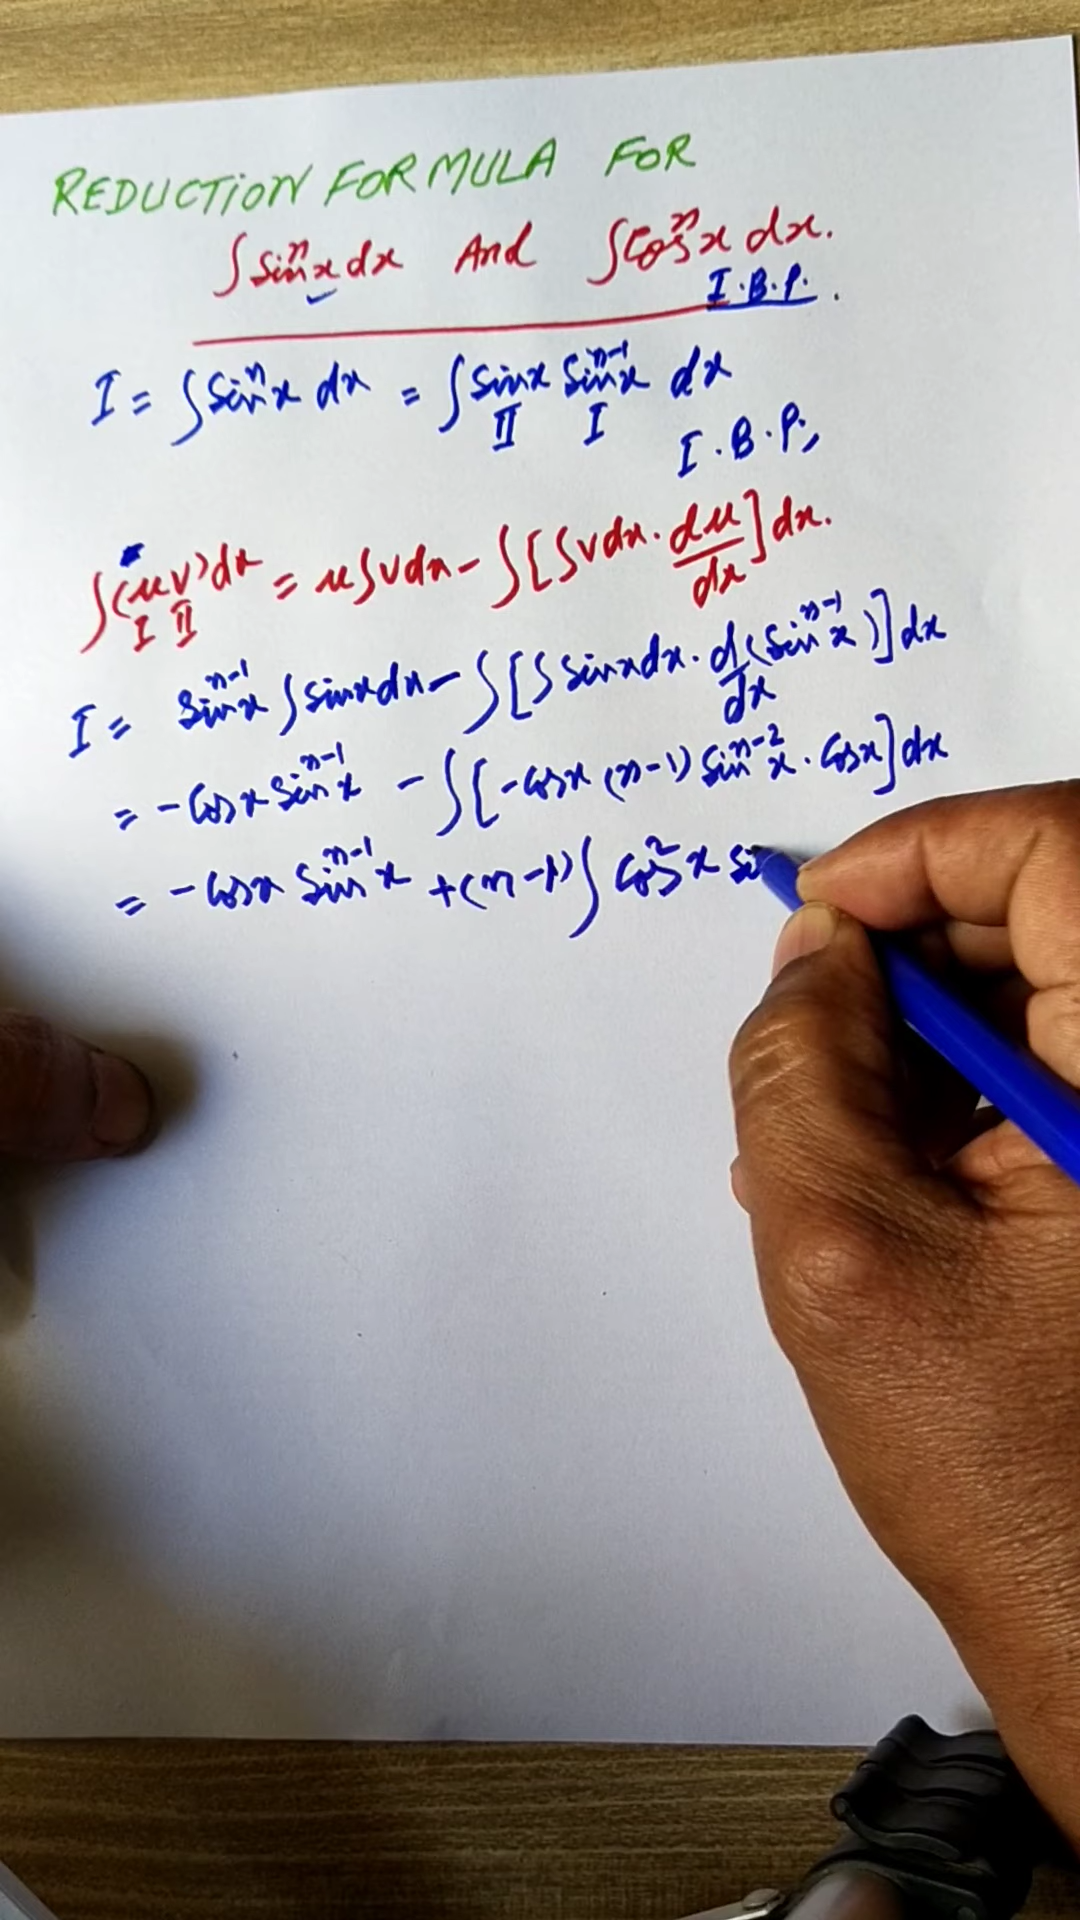 REDUCTION FORMULA FOR
∫sinⁿx dx And ∫Cosⁿx dx.
I.B.P.
I = ∫sinⁿx dx = ∫sinx sinⁿ⁻¹x dx
II I
I.B.P.,
∫(uv)dx = u∫vdx - ∫[∫vdx. du/dx]dx.
I II
I = sinⁿ⁻¹x ∫sinxdx - ∫[∫sinxdx. d/dx(sinⁿ⁻¹x)]dx
= -Cosx sinⁿ⁻¹x - ∫[-Cosx (n-1) sinⁿ⁻²x. Cosx]dx
= -Cosx sinⁿ⁻¹x +(n-1)∫Cos²x si